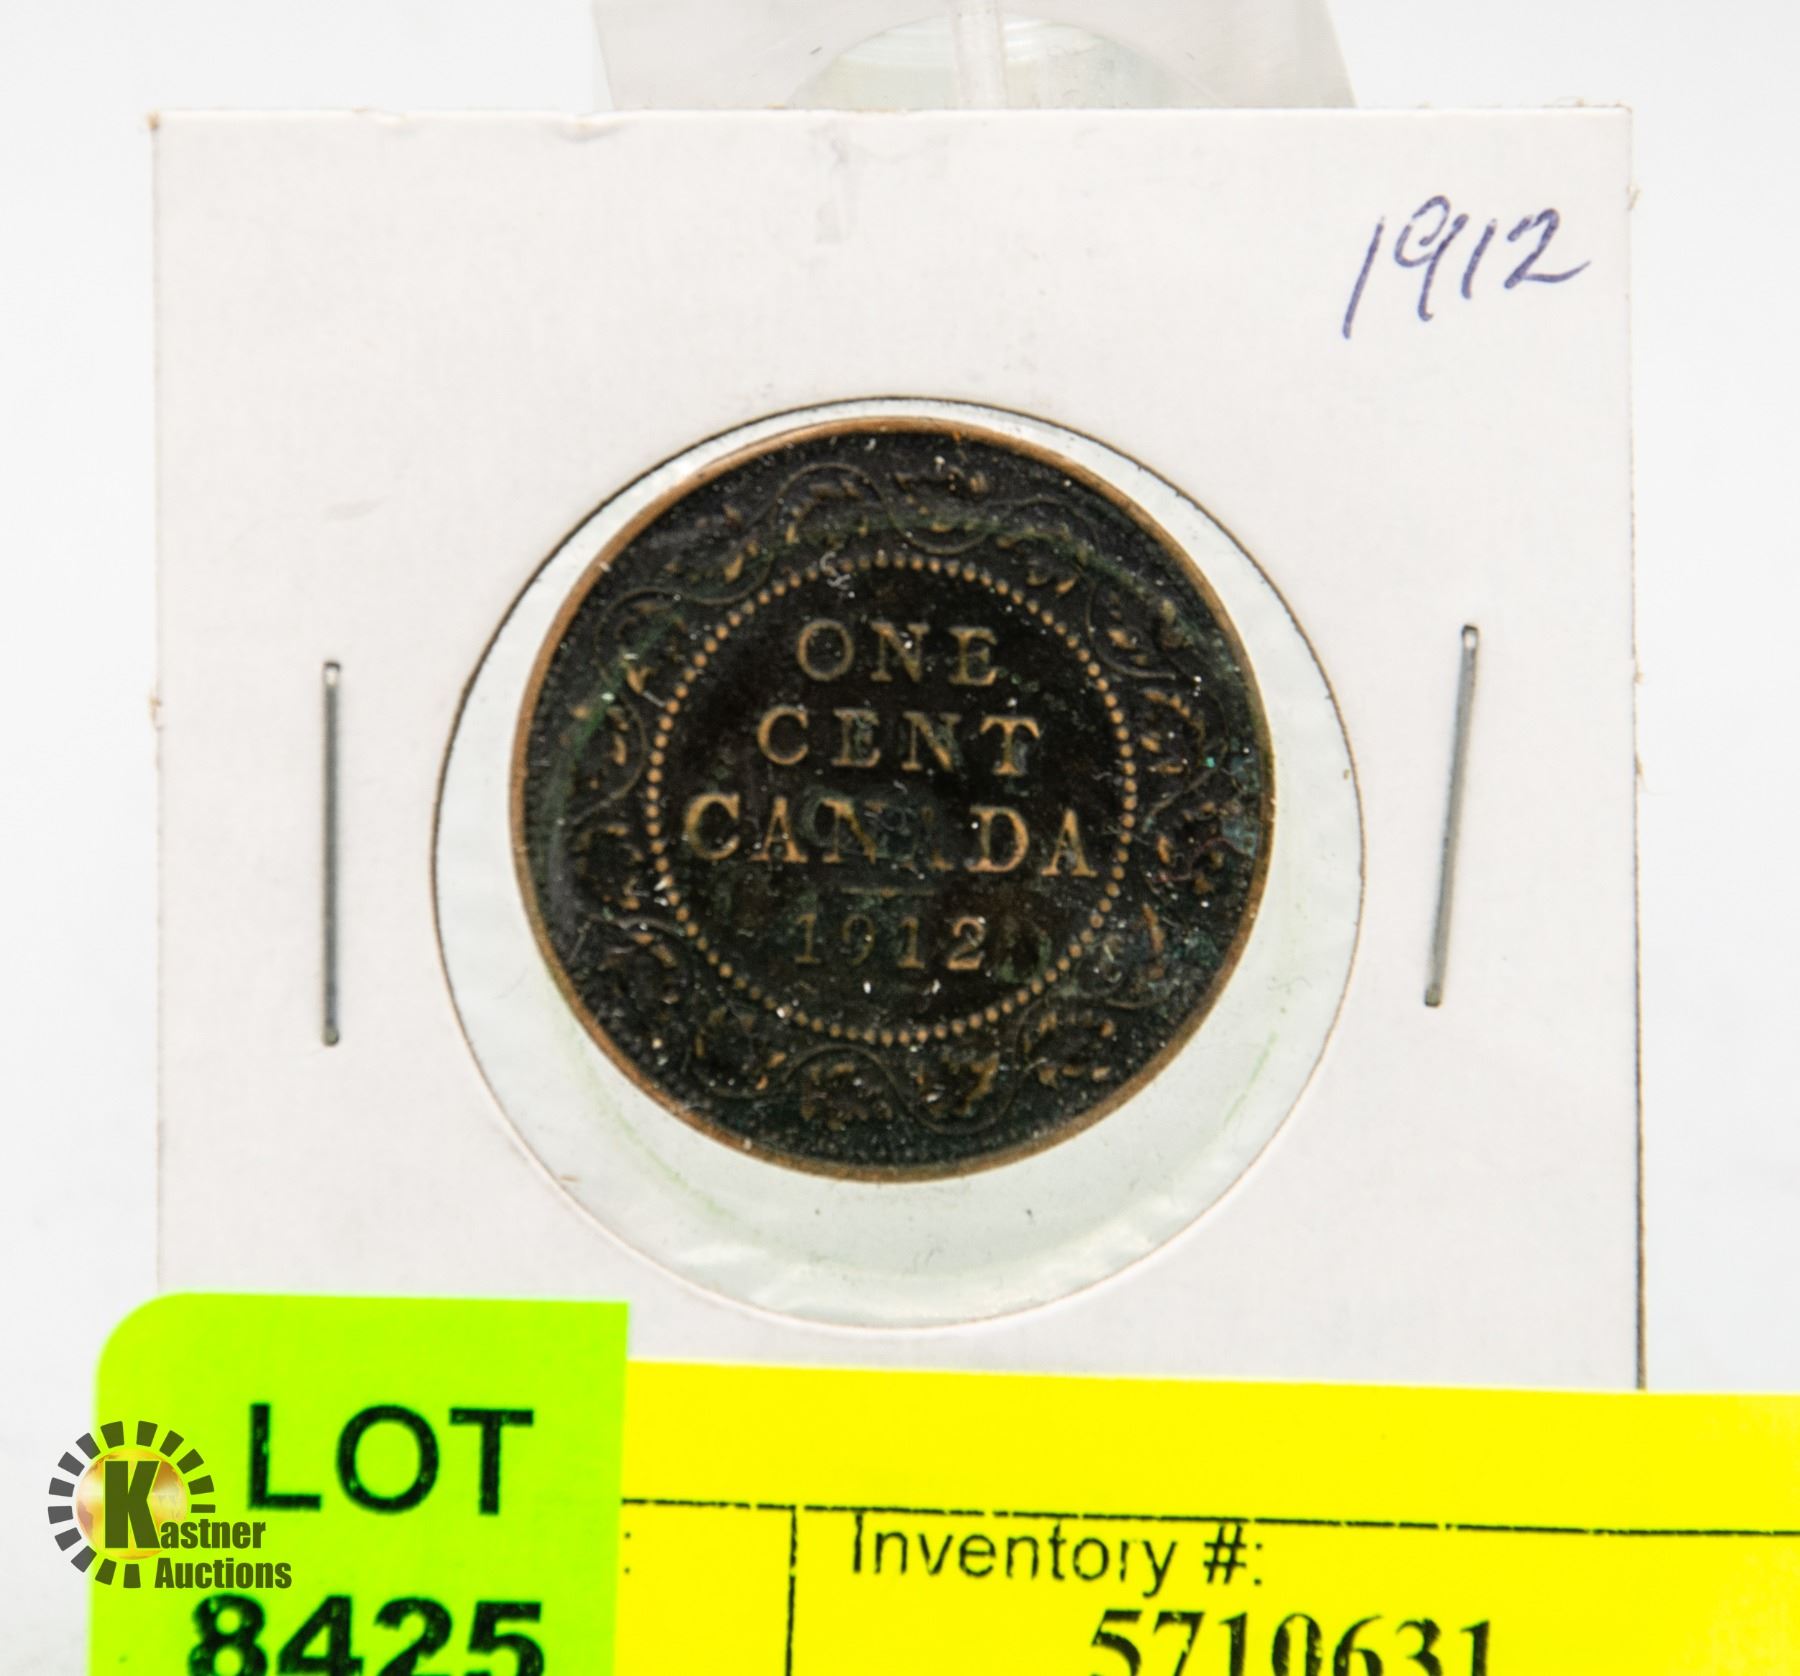 1912
ONE
CENT
CANADA
1912
LOT
8425
Kastner
Auctions
Inventory #:
5710631